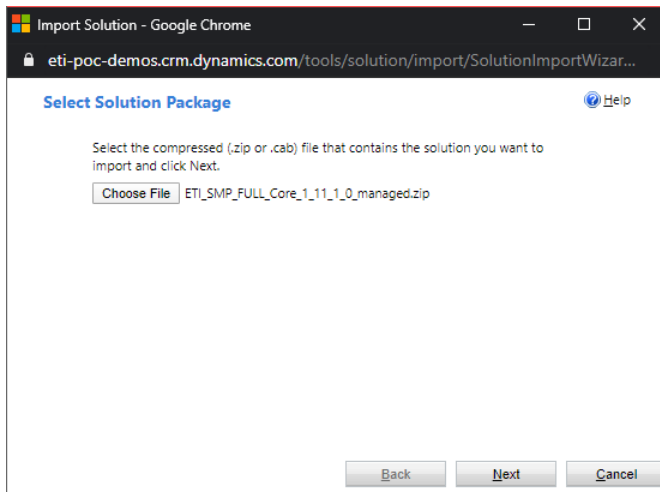 Import Solution - Google Chrome
eti-poc-demos.crm.dynamics.com/tools/solution/import/SolutionImportWizar...
Select Solution Package
Help
Select the compressed (.zip or .cab) file that contains the solution you want to
import and click Next.
Choose File ETI_SMP_FULL_Core_1_11_1_0_managed.zip
Back Next Cancel